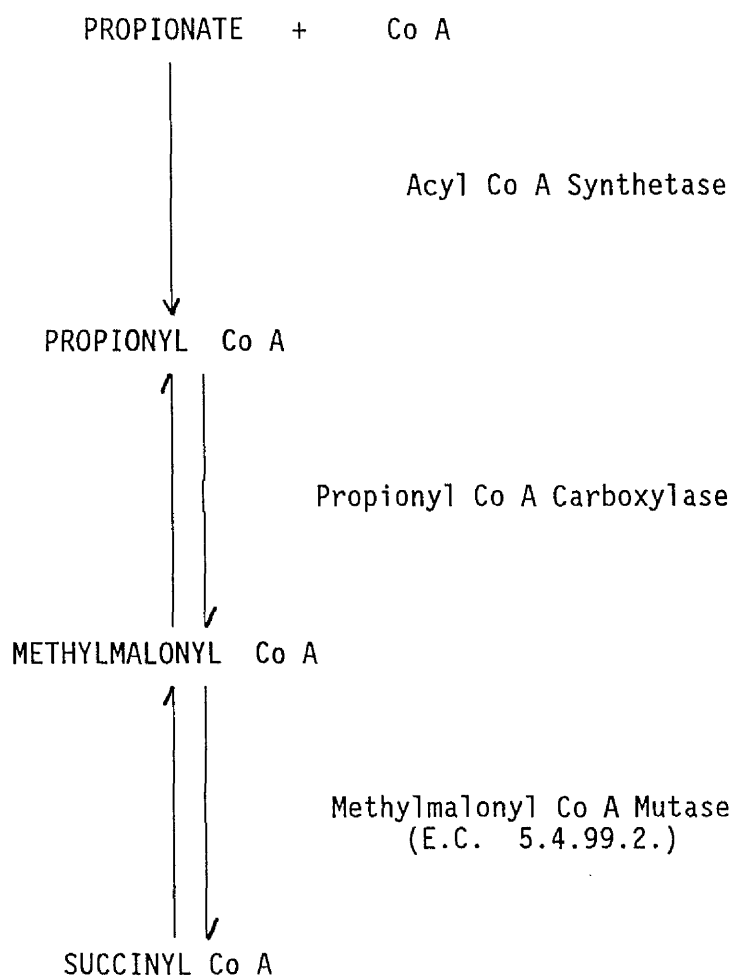 PROPIONATE + Co A
Acyl Co A Synthetase
PROPIONYL Co A
Propionyl Co A Carboxylase
METHYLMALONYL Co A
Methylmalonyl Co A Mutase
(E.C. 5.4.99.2.)
SUCCINYL Co A